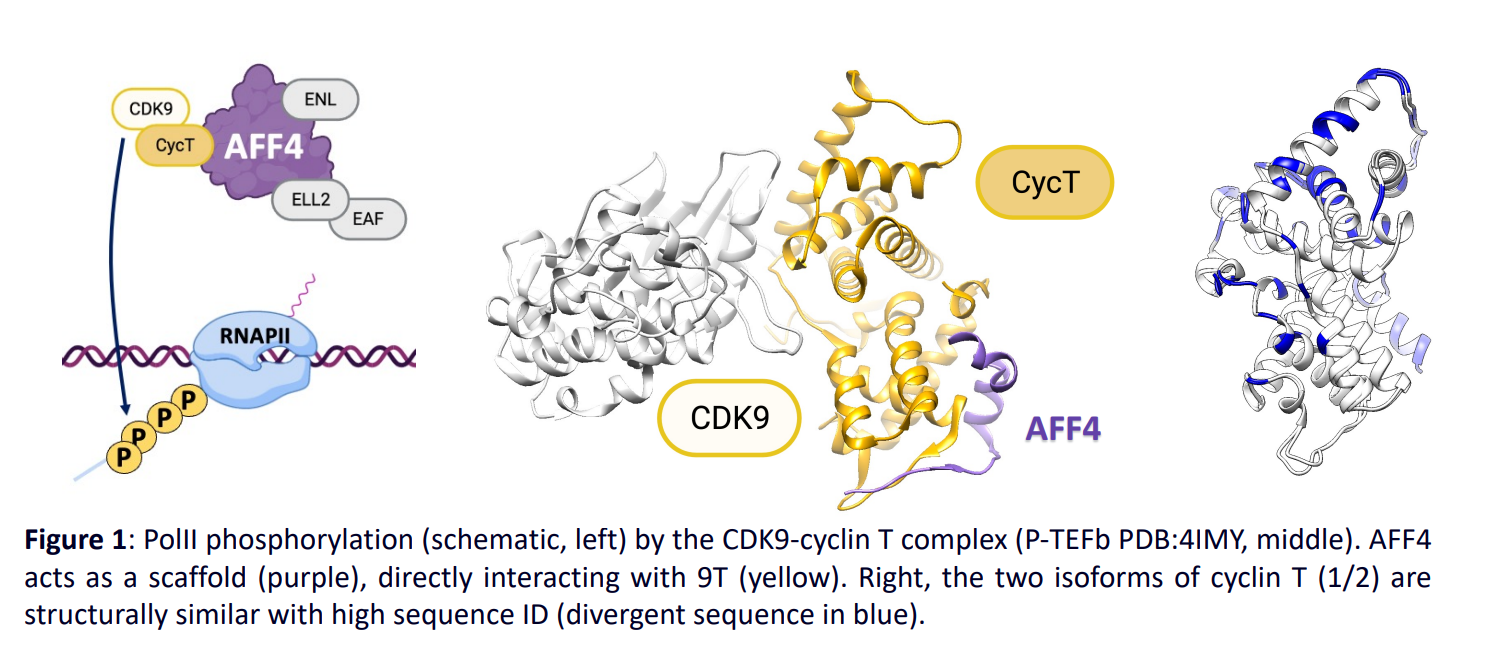 CDK9
CycT
AFF4
ENL
ELL2
EAF
RNAPII
P
P
P
P
CycT
CDK9
AFF4
Figure 1: PolII phosphorylation (schematic, left) by the CDK9-cyclin T complex (P-TEFb PDB:4IMY, middle). AFF4
acts as a scaffold (purple), directly interacting with 9T (yellow). Right, the two isoforms of cyclin T (1/2) are
structurally similar with high sequence ID (divergent sequence in blue).